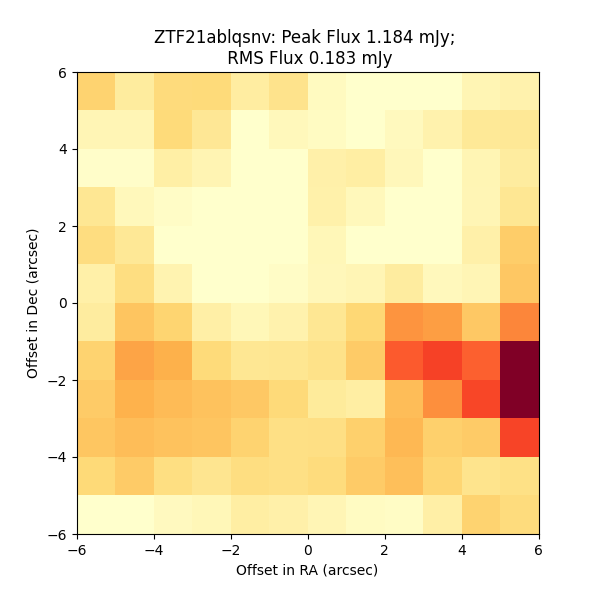 ZTF21ablqsnv: Peak Flux 1.184 mJy;
RMS Flux 0.183 mJy
6
4
2
0
−2
−4
−6
Offset in Dec (arcsec)
−6 −4 −2 0 2 4 6
Offset in RA (arcsec)